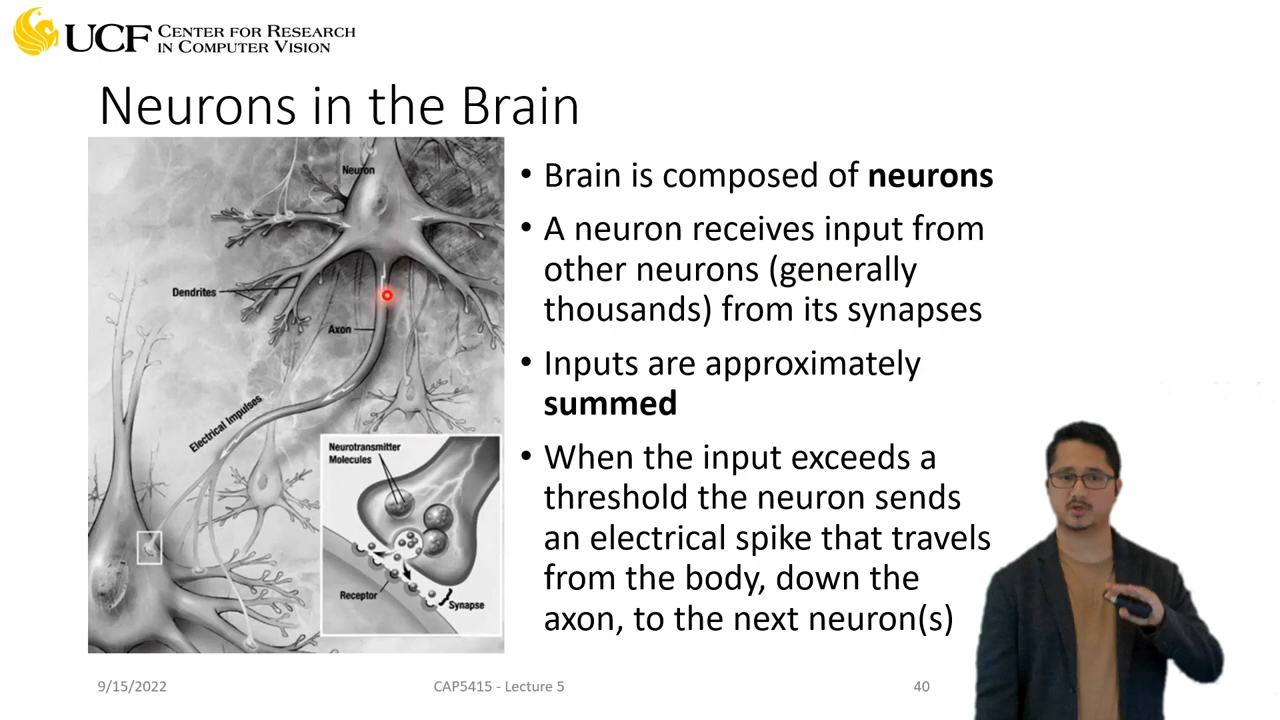 UCF CENTER FOR RESEARCH
IN COMPUTER VISION
Neurons in the Brain
Neuron
Dendrites
Axon
Electrical Impulses
Neurotransmitter
Molecules
Receptor
Synapse
• Brain is composed of neurons
• A neuron receives input from
other neurons (generally
thousands) from its synapses
• Inputs are approximately
summed
• When the input exceeds a
threshold the neuron sends
an electrical spike that travels
from the body, down the
axon, to the next neuron(s)
9/15/2022
CAP5415 - Lecture 5
40